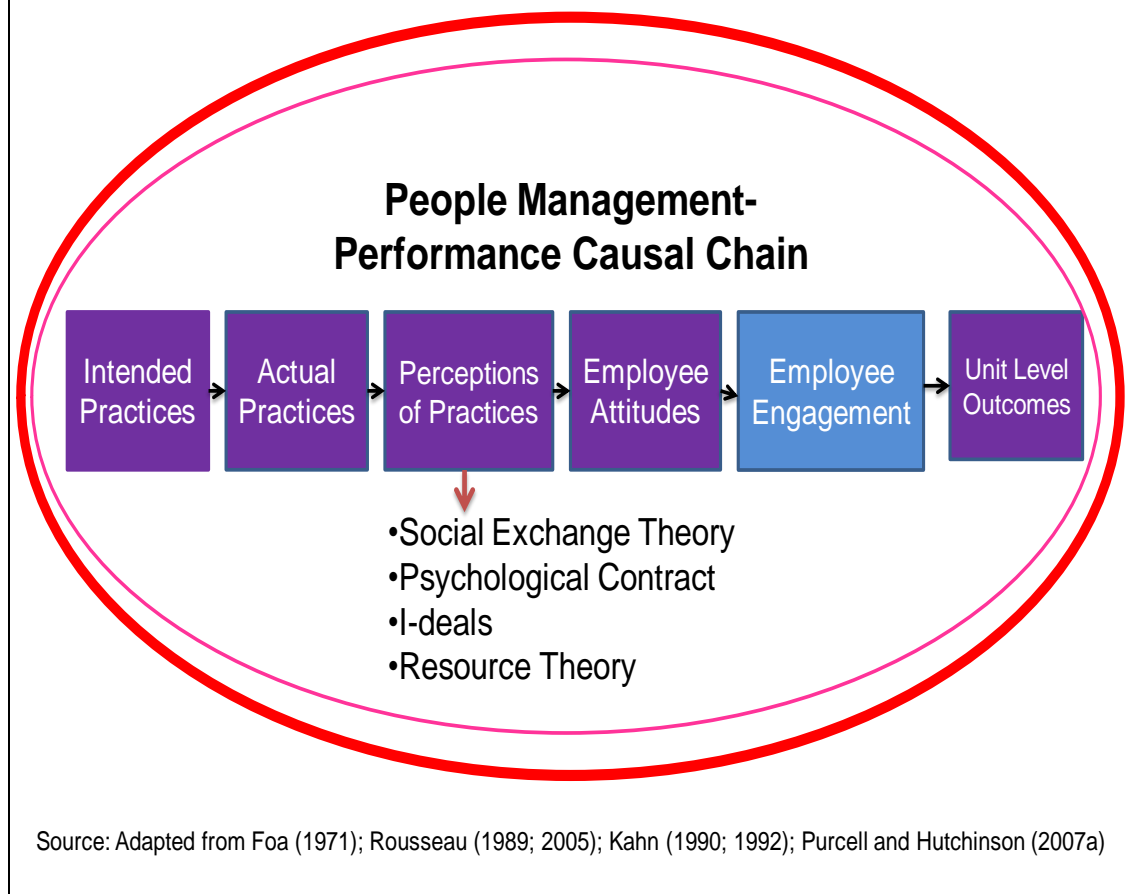 People Management-
Performance Causal Chain
Intended
Practices
Actual
Practices
Perceptions
of Practices
Employee
Attitudes
Employee
Engagement
Unit Level
Outcomes
•Social Exchange Theory
•Psychological Contract
•I-deals
•Resource Theory
Source: Adapted from Foa (1971); Rousseau (1989; 2005); Kahn (1990; 1992); Purcell and Hutchinson (2007a)